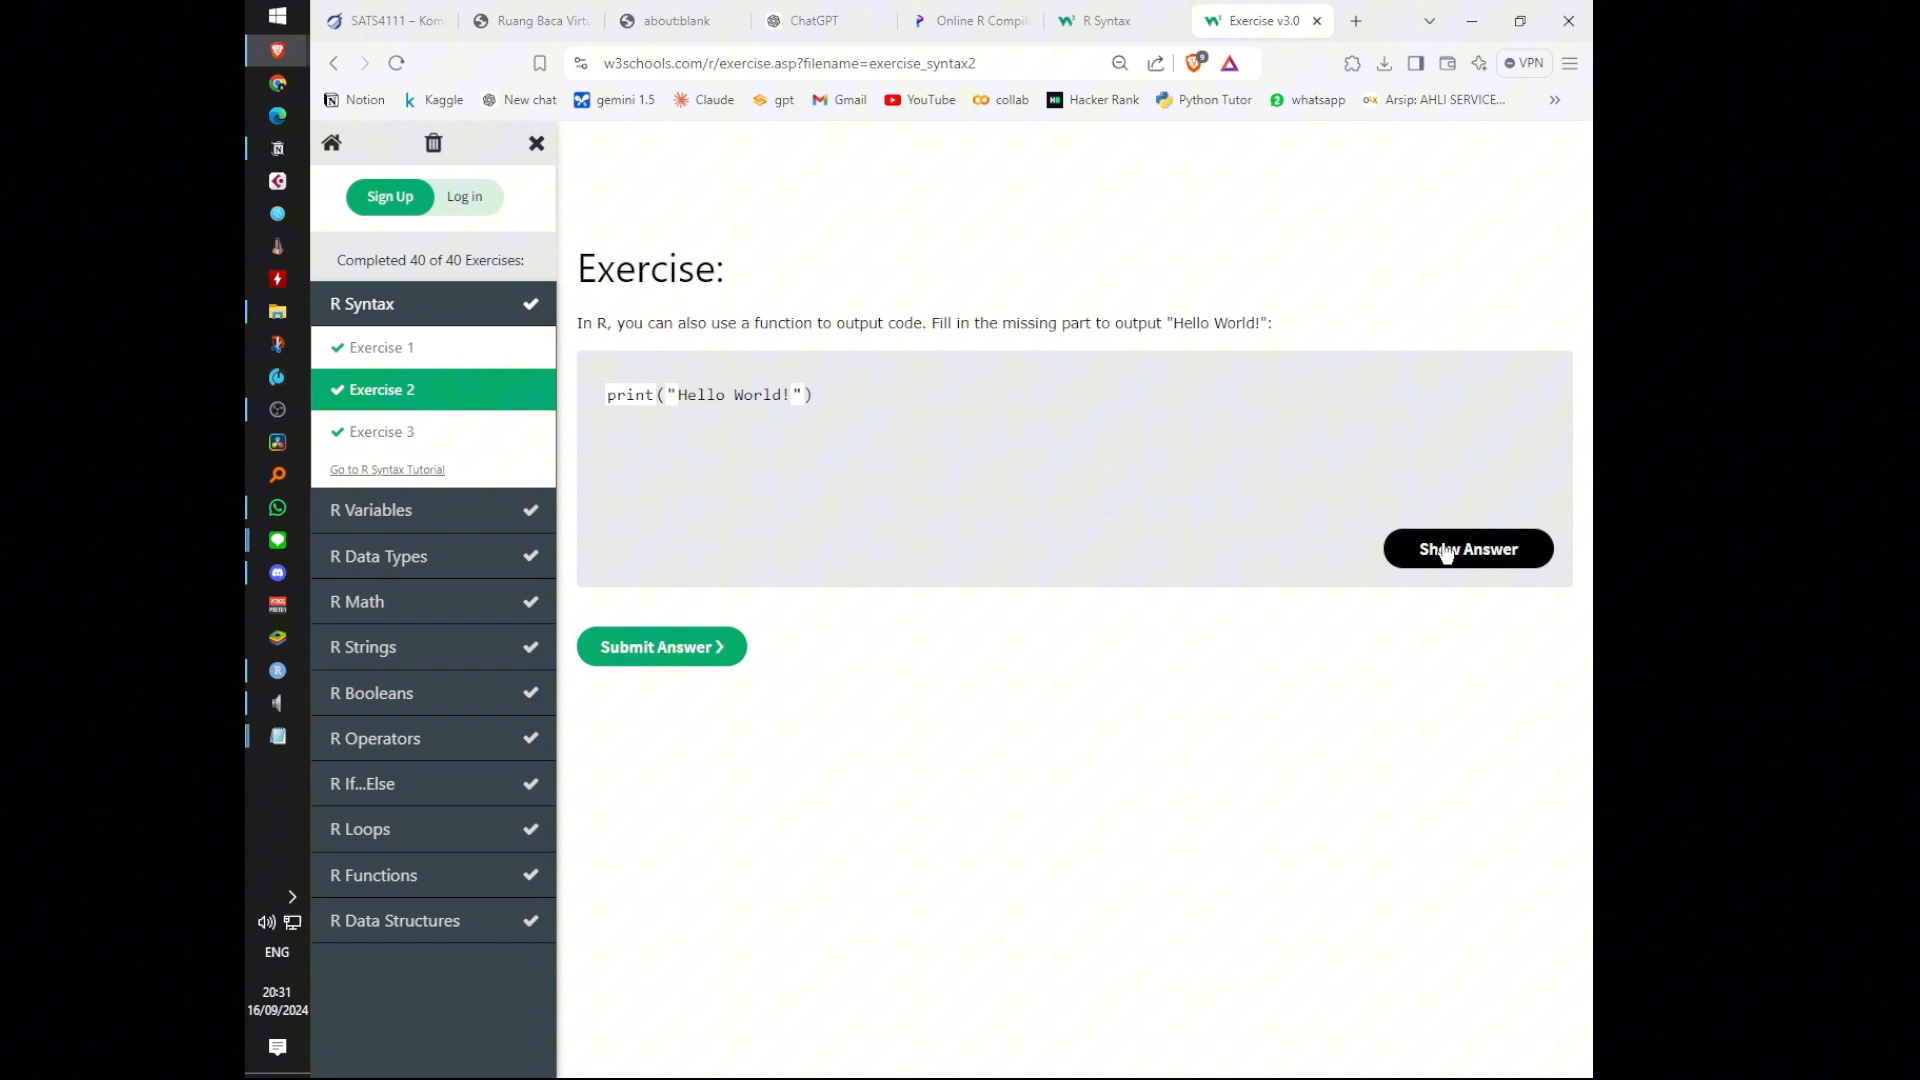 SATS4111 – Kom
Ruang Baca Virtu
about:blank
ChatGPT
Online R Compile
R Syntax
Exercise v3.0
w3schools.com/r/exercise.asp?filename=exercise_syntax2
9
VPN
Notion
Kaggle
New chat
gemini 1.5
Claude
gpt
Gmail
YouTube
collab
Hacker Rank
Python Tutor
2 whatsapp
Arsip: AHLI SERVICE...
Sign Up
Log in
Completed 40 of 40 Exercises:
R Syntax
Exercise 1
Exercise 2
Exercise 3
Go to R Syntax Tutorial
R Variables
R Data Types
R Math
R Strings
R Booleans
R Operators
R If...Else
R Loops
R Functions
R Data Structures
Exercise:
In R, you can also use a function to output code. Fill in the missing part to output "Hello World!":
print("Hello World!")
Show Answer
Submit Answer ❯
ENG
20:31
16/09/2024